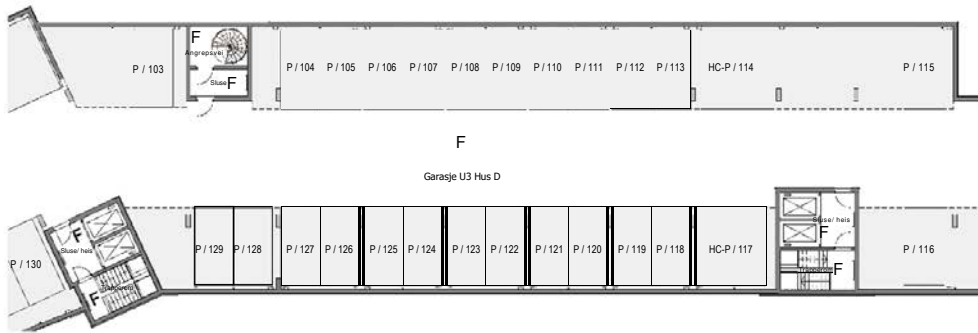 F
Angrepsvei
Sluse F
P / 103
P / 104 P / 105 P / 106 P / 107 P / 108 P / 109 P / 110 P / 111 P / 112 P / 113 HC-P / 114 P / 115
F
Garasje U3 Hus D
P / 130
F
Sluse/ heis
F
P / 129 P / 128 P / 127 P / 126 P / 125 P / 124 P / 123 P / 122 P / 121 P / 120 P / 119 P / 118 HC-P / 117
Sluse/ heis
F
F
P / 116